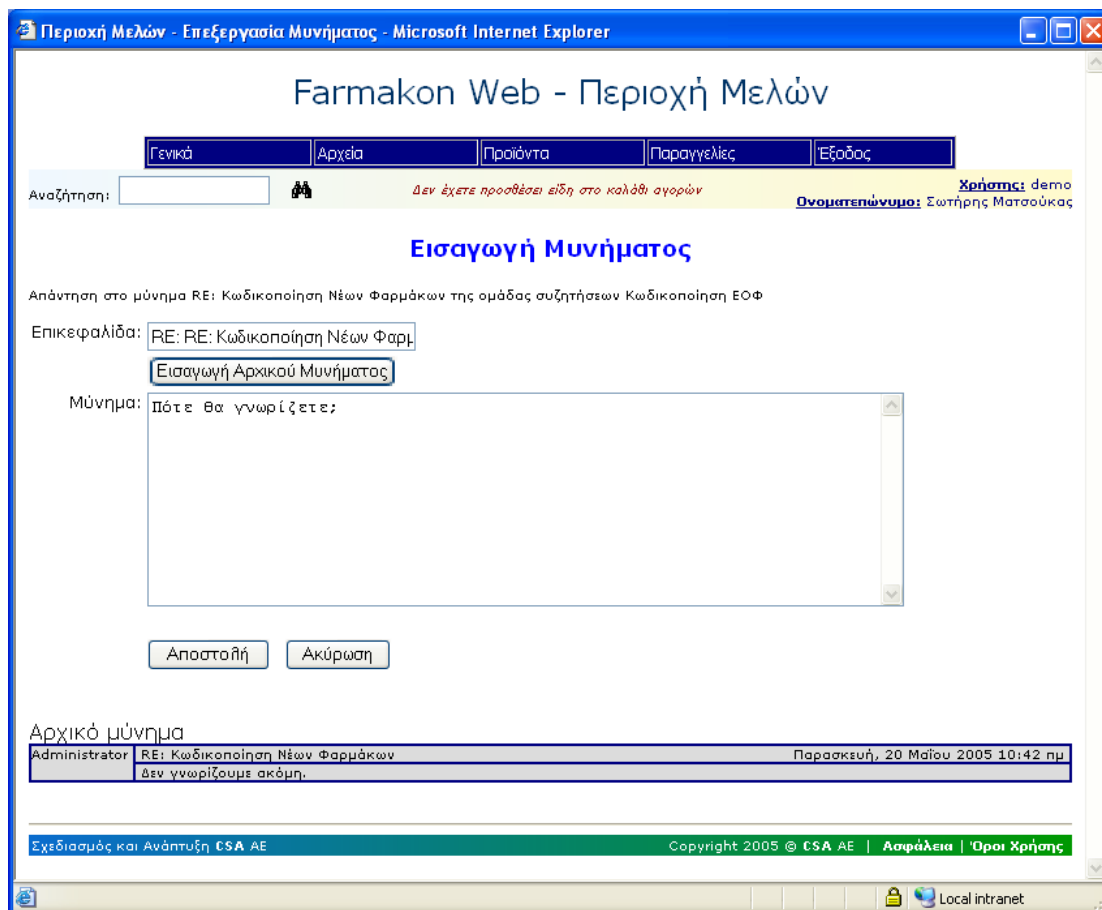 Περιοχή Μελών - Επεξεργασία Μυνήματος - Microsoft Internet Explorer
Farmakon Web - Περιοχή Μελών
Γενικά Αρχεία Προϊόντα Παραγγελίες Έξοδος
Αναζήτηση: Δεν έχετε προσθέσει είδη στο καλάθι αγορών Χρήστης: demo
Ονοματεπώνυμο: Σωτήρης Ματσούκας
Εισαγωγή Μυνήματος
Απάντηση στο μύνημα RE: Κωδικοποίηση Νέων Φαρμάκων της ομάδας συζητήσεων Κωδικοποίηση ΕΟΦ
Επικεφαλίδα: RE: RE: Κωδικοποίηση Νέων Φαρμ
Εισαγωγή Αρχικού Μυνήματος
Μύνημα: Πότε θα γνωρίζετε;
Αποστολή Ακύρωση
Αρχικό μύνημα
Administrator RE: Κωδικοποίηση Νέων Φαρμάκων Παρασκευή, 20 Μαΐου 2005 10:42 πμ
Δεν γνωρίζουμε ακόμη.
Σχεδιασμός και Ανάπτυξη CSA AE Copyright 2005 @ CSA AE | Ασφάλεια | Όροι Χρήσης
Local intranet